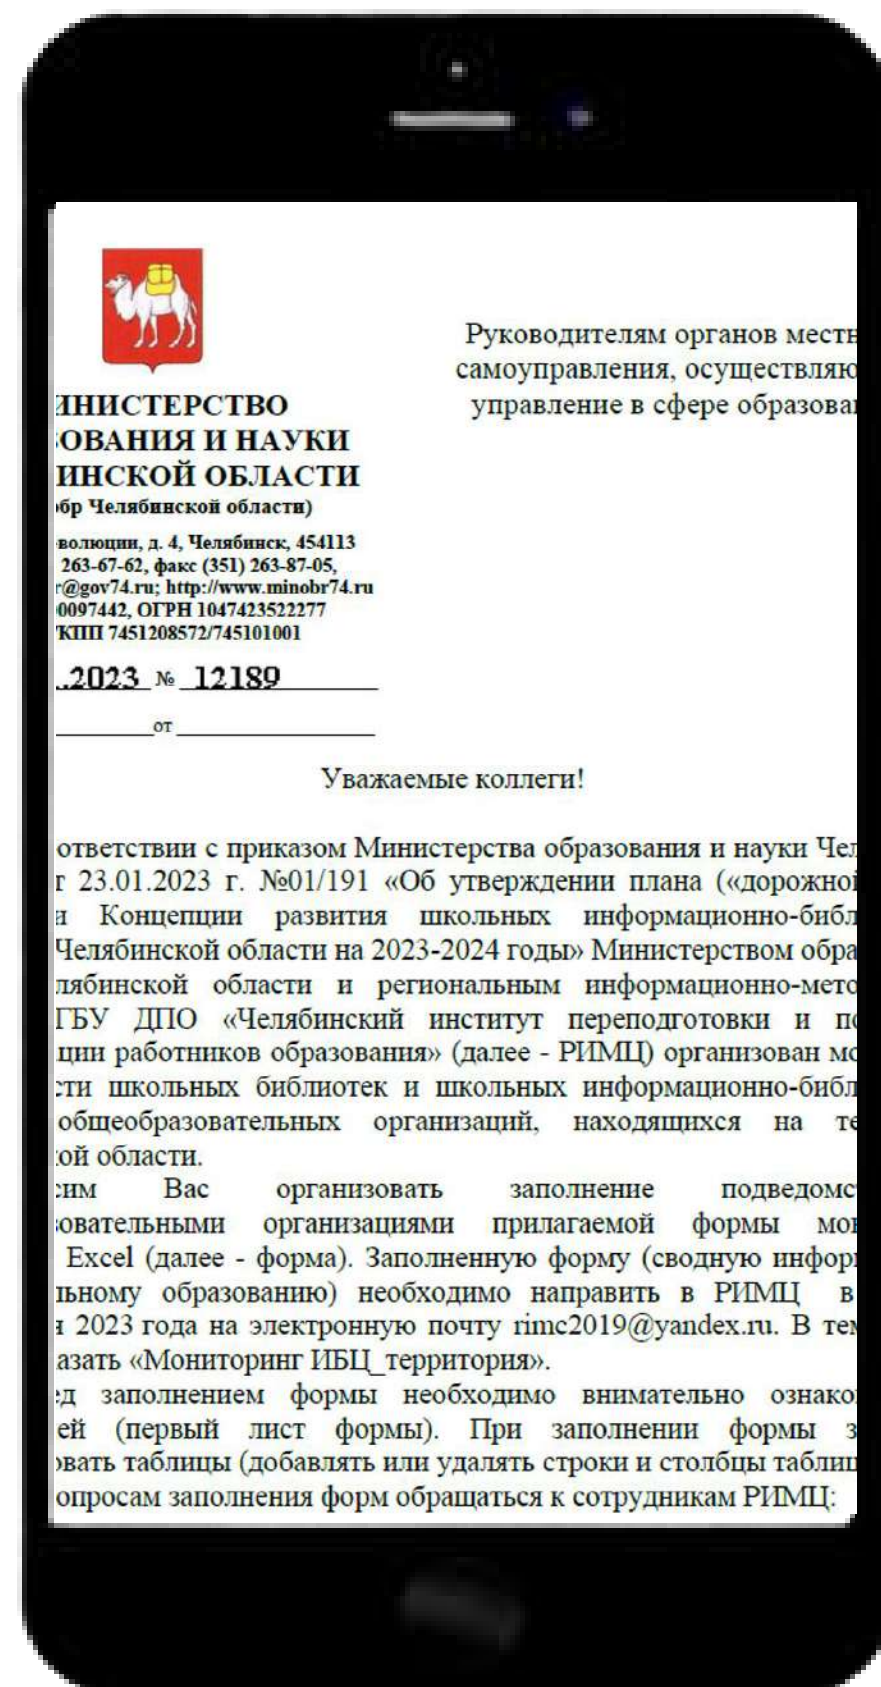 Руководителям органов местн
самоуправления, осуществляю
управление в сфере образова
ИНИСТЕРСТВО
ОВАНИЯ И НАУКИ
ИНСКОЙ ОБЛАСТИ
обр Челябинской области)
волюции, д. 4, Челябинск, 454113
263-67-62, факс (351) 263-87-05,
r@gov74.ru; http://www.minobr74.ru
0097442, ОГРН 1047423522277
КПП 7451208572/745101001
.2023 № 12189
от
Уважаемые коллеги!
ответствии с приказом Министерства образования и науки Чел
т 23.01.2023 г. №01/191 «Об утверждении плана («дорожной
и Концепции развития школьных информационно-библ
Челябинской области на 2023-2024 годы» Министерством обра
лябинской области и региональным информационно-мето
ГБУ ДПО «Челябинский институт переподготовки и по
ции работников образования» (далее - РИМЦ) организован мо
сти школьных библиотек и школьных информационно-библ
общеобразовательных организаций, находящихся на те
кой области.
сим Вас организовать заполнение подведомс
зовательными организациями прилагаемой формы мон
Excel (далее - форма). Заполненную форму (сводную инфор
льному образованию) необходимо направить в РИМЦ в
я 2023 года на электронную почту rimc2019@yandex.ru. В тем
азать «Мониторинг ИБЦ_территория».
ед заполнением формы необходимо внимательно ознако
ей (первый лист формы). При заполнении формы з
овать таблицы (добавлять или удалять строки и столбцы таблиц
опросам заполнения форм обращаться к сотрудникам РИМЦ: